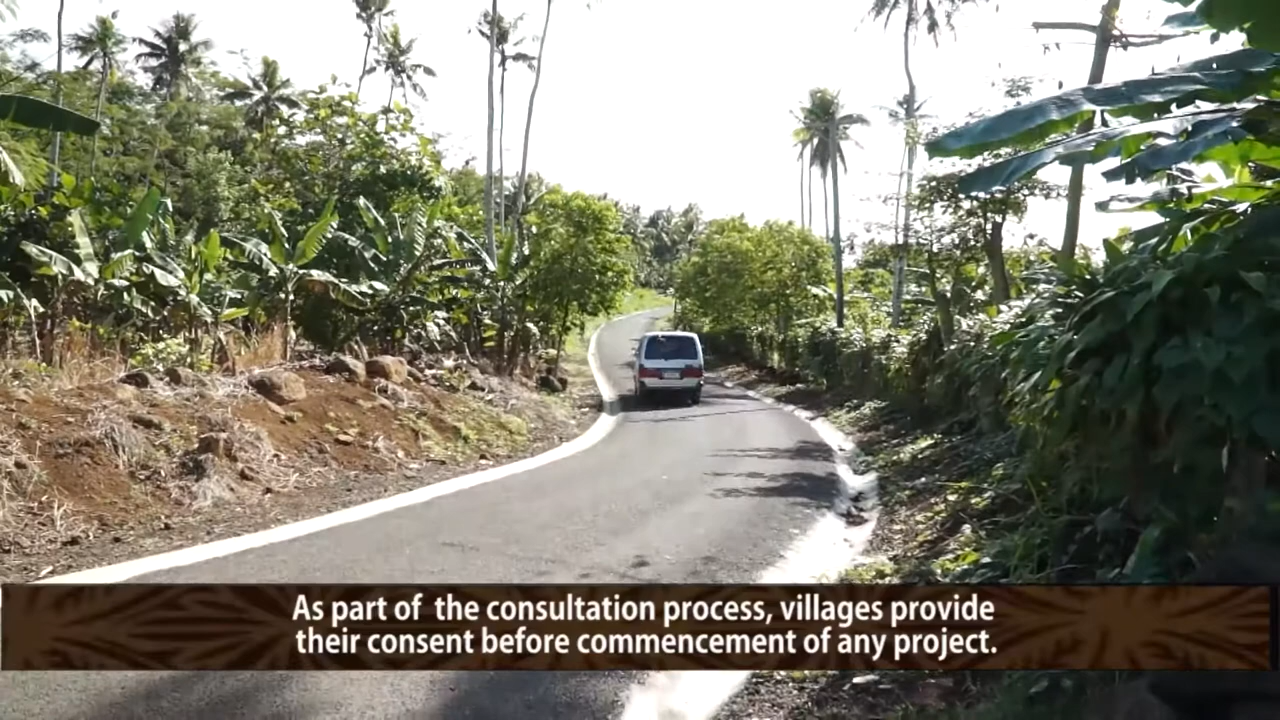 As part of the consultation process, villages provide
their consent before commencement of any project.